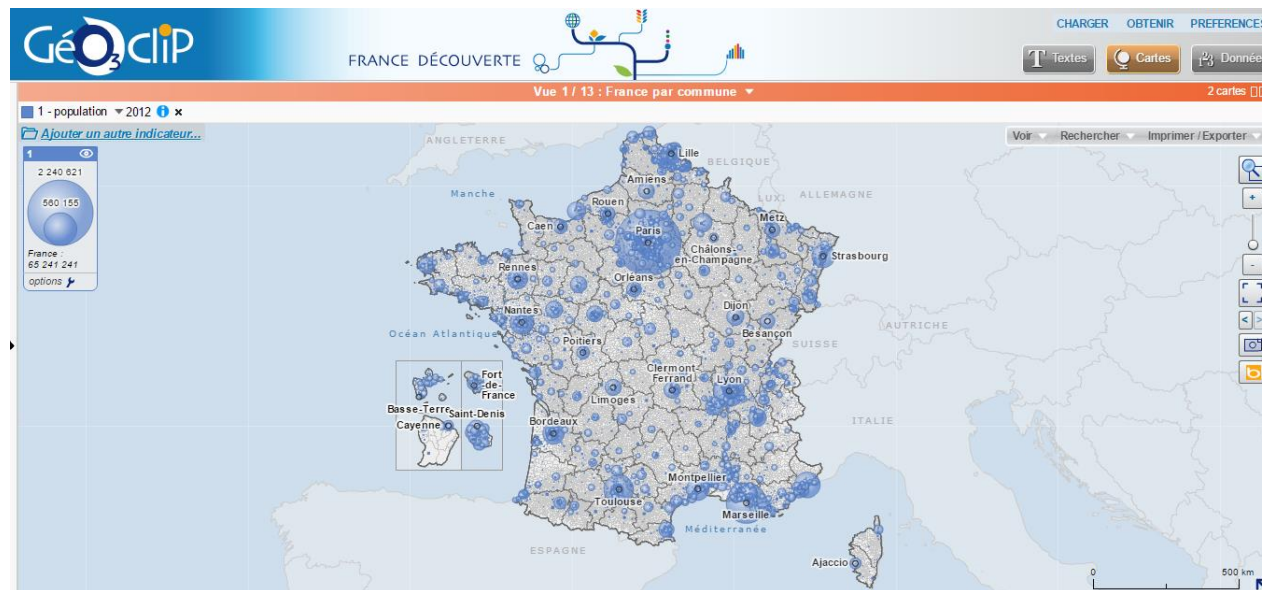 GéO3clip
FRANCE DÉCOUVERTE
CHARGER OBTENIR PREFERENCES
Textes
Cartes
Donnée
Vue 1 / 13 : France par commune
2 cartes
1 - population 2012
Ajouter un autre indicateur...
Voir Rechercher Imprimer / Exporter
1
2 240 621
560 155
France :
65 241 241
options
ANGLETERRE
Lille
BELGIQUE
Amiens
Manche
LUX.
ALLEMAGNE
Rouen
Caen
Paris
Metz
Châlons-
en-Champagne
Strasbourg
Rennes
Orléans
Nantes
Dijon
Besançon
Océan Atlantique
AUTRICHE
Poitiers
SUISSE
Clermont
Ferrand
Lyon
Limoges
Fort
de-
France
Basse-Terre
Saint-Denis
Cayenne
Bordeaux
ITALIE
Montpellier
Toulouse
Marseille
Méditerranée
ESPAGNE
Ajaccio
0
500 km